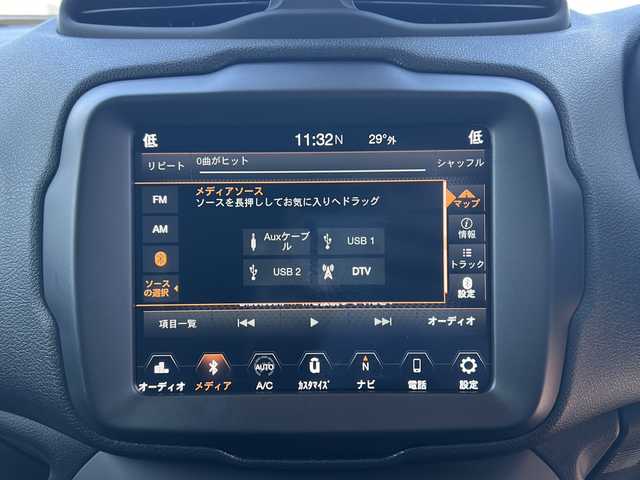 低 11:32N 29°外 低
リピート 0曲がヒット シャッフル
メディアソース
ソースを長押ししてお気に入りへドラッグ
FM
AM
Auxケーブル
USB 1
USB 2
DTV
ソースの選択
マップ
情報
トラック
設定
項目一覧 オーディオ
オーディオ メディア AUTO A/C カスタマイズ N ナビ 電話 設定